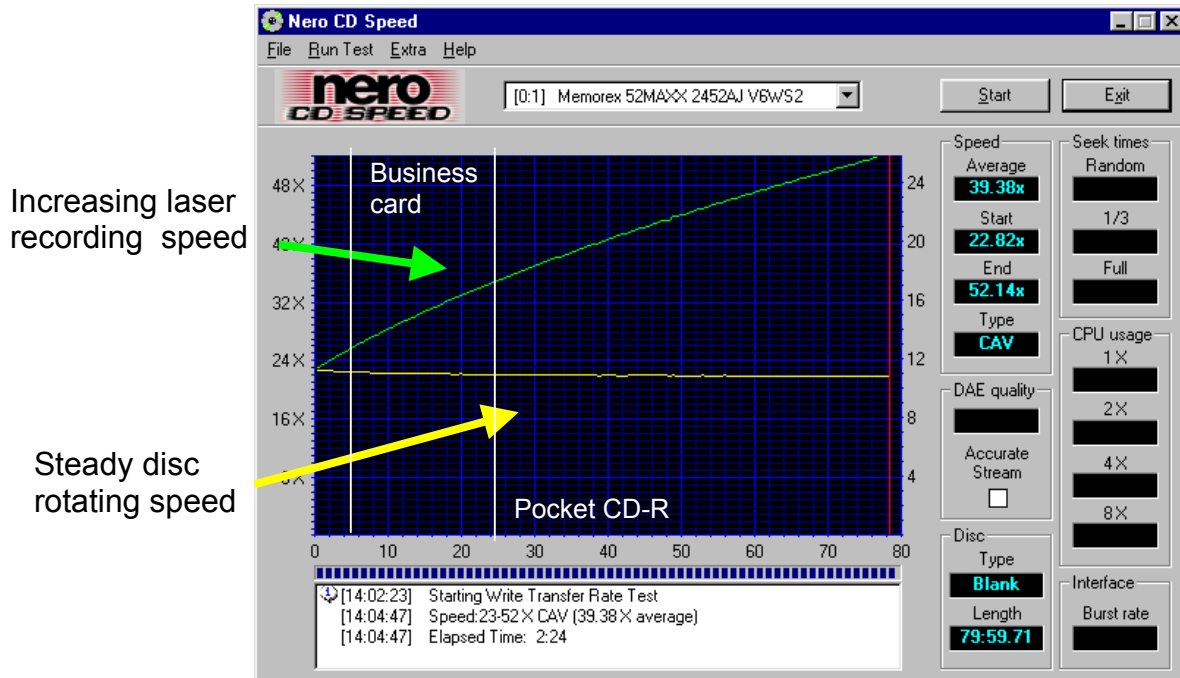 Nero CD Speed
File Run Test Extra Help
nero
CD SPEED
[0:1] Memorex 52MAXX 2452AJ V6WS2
Start
Exit
Increasing laser
recording speed
Steady disc
rotating speed
Business
card
Pocket CD-R
48X
40X
32X
24X
16X
8X
24
20
16
12
8
4
0 10 20 30 40 50 60 70 80
[14:02:23] Starting Write Transfer Rate Test
[14:04:47] Speed:23-52 X CAV (39.38 X average)
[14:04:47] Elapsed Time: 2:24
Speed
Average
39.38x
Start
22.82x
End
52.14x
Type
CAV
DAE quality
Accurate
Stream
Disc
Type
Blank
Length
79:59.71
Seek times
Random
1/3
Full
CPU usage
1X
2X
4X
8X
Interface
Burst rate